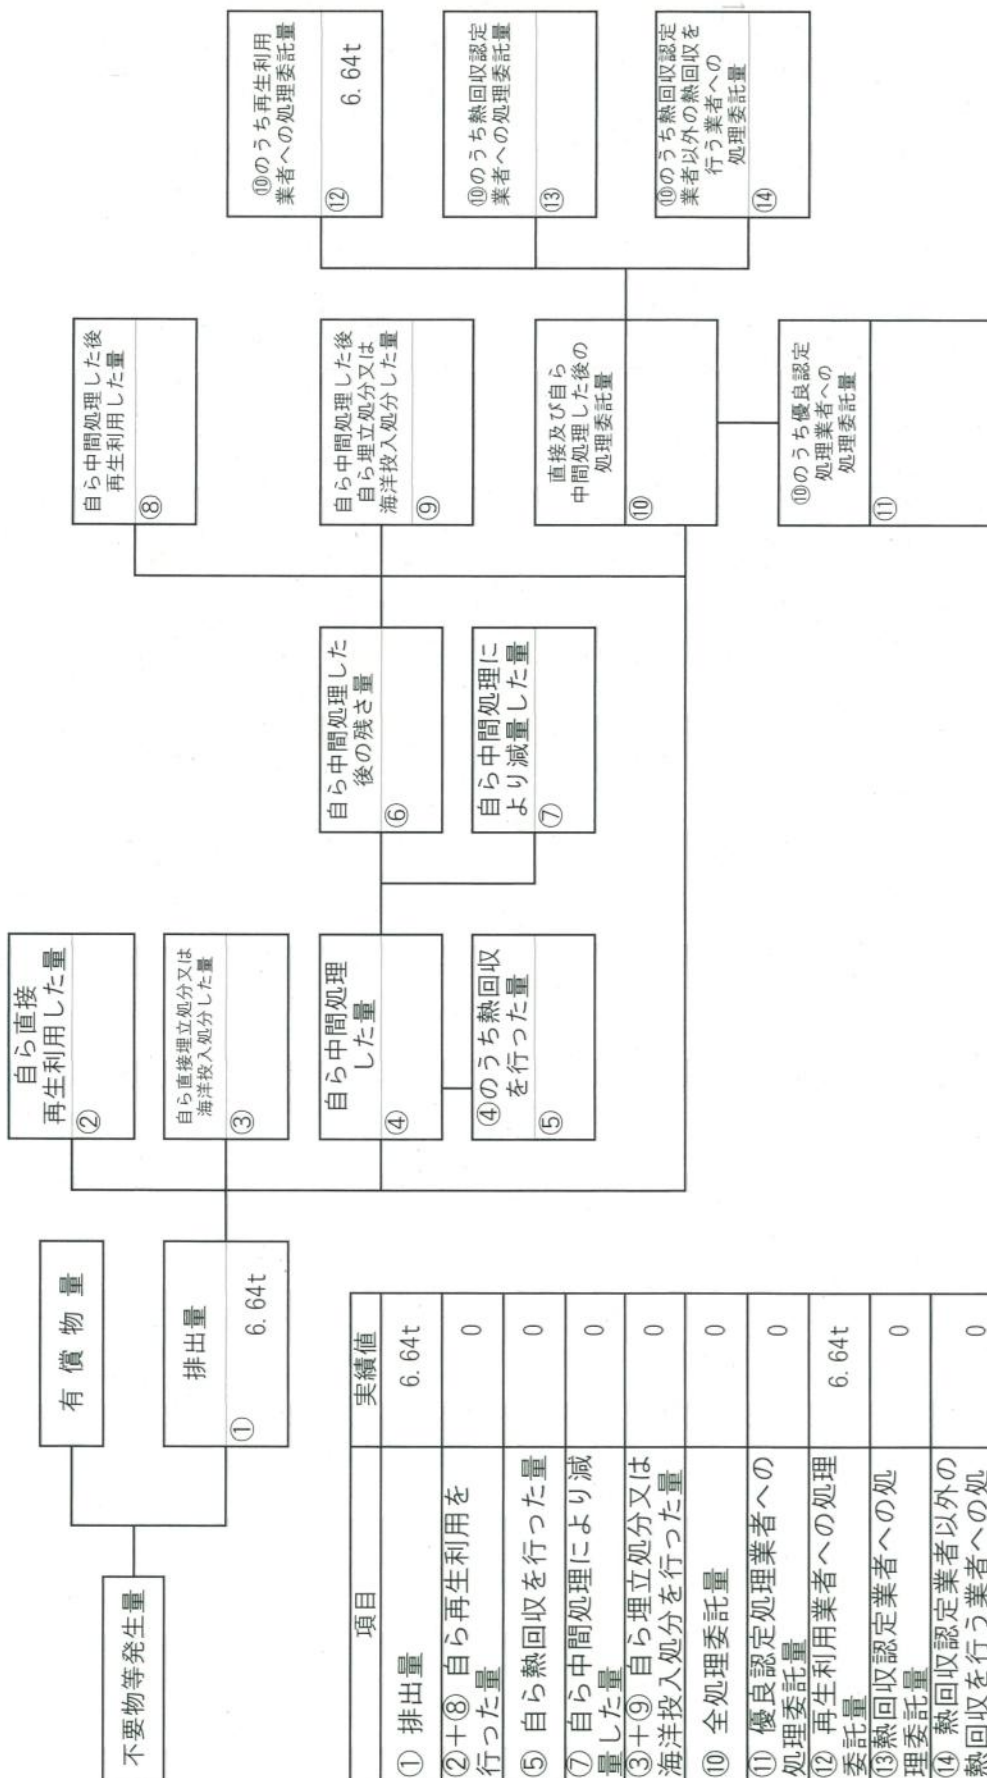 不要物等発生量
有償物量
排出量
① 6.64t
自ら直接
再生利用した量
②
自ら直接埋立処分又は
海洋投入処分した量
③
自ら中間処理
した量
④
④のうち熱回収
を行った量
⑤
自ら中間処理した
後の残さ量
⑥
自ら中間処理に
より減量した量
⑦
自ら中間処理した後
再生利用した量
⑧
自ら中間処理した後
自ら埋立処分又は
海洋投入処分した量
⑨
直接及び自ら
中間処理した後の
処理委託量
⑩
⑩のうち優良認定
処理業者への
処理委託量
⑪
⑩のうち再生利用
業者への処理委託量
⑫ 6.64t
⑩のうち熱回収認定
業者への処理委託量
⑬
⑩のうち熱回収認定
業者以外の熱回収を
行う業者への
処理委託量
⑭
項目 実績値
① 排出量 6.64t
②+⑧ 自ら再生利用を
行った量 0
⑤ 自ら熱回収を行った量 0
⑦ 自ら中間処理により減
量した量 0
③+⑨ 自ら埋立処分又は
海洋投入処分を行った量 0
⑩ 全処理委託量 0
⑪ 優良認定処理業者への
処理委託量 0
⑫ 再生利用業者への処理
委託量 6.64t
⑬熱回収認定業者への処
理委託量 0
⑭ 熱回収認定業者以外の
熱回収を行う業者への処 0